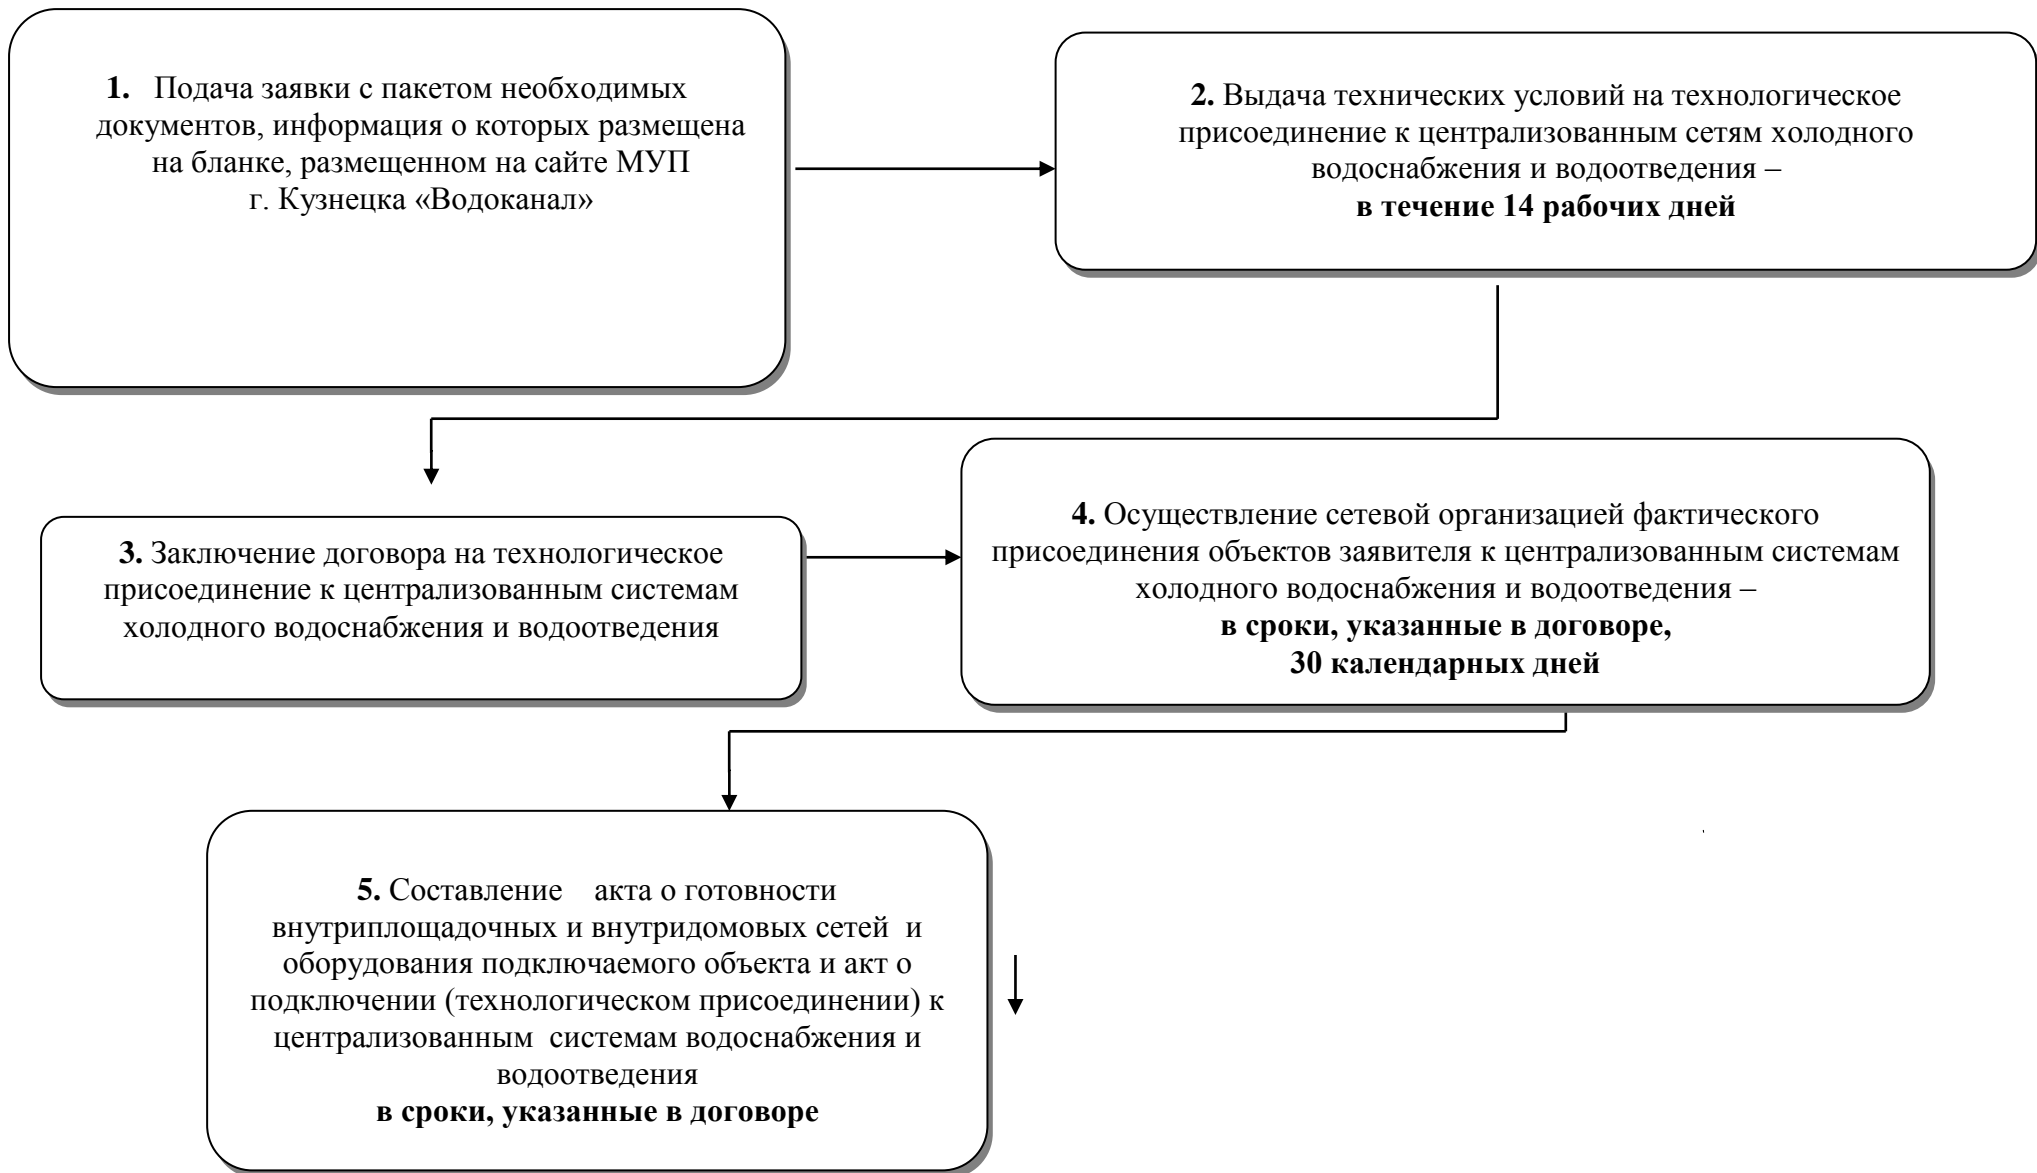 1. Подача заявки с пакетом необходимых
документов, информация о которых размещена
на бланке, размещенном на сайте МУП
г. Кузнецка «Водоканал»
2. Выдача технических условий на технологическое
присоединение к централизованным сетям холодного
водоснабжения и водоотведения –
в течение 14 рабочих дней
3. Заключение договора на технологическое
присоединение к централизованным системам
холодного водоснабжения и водоотведения
4. Осуществление сетевой организацией фактического
присоединения объектов заявителя к централизованным системам
холодного водоснабжения и водоотведения –
в сроки, указанные в договоре,
30 календарных дней
5. Составление акта о готовности
внутриплощадочных и внутридомовых сетей и
оборудования подключаемого объекта и акт о
подключении (технологическом присоединении) к
централизованным системам водоснабжения и
водоотведения
в сроки, указанные в договоре